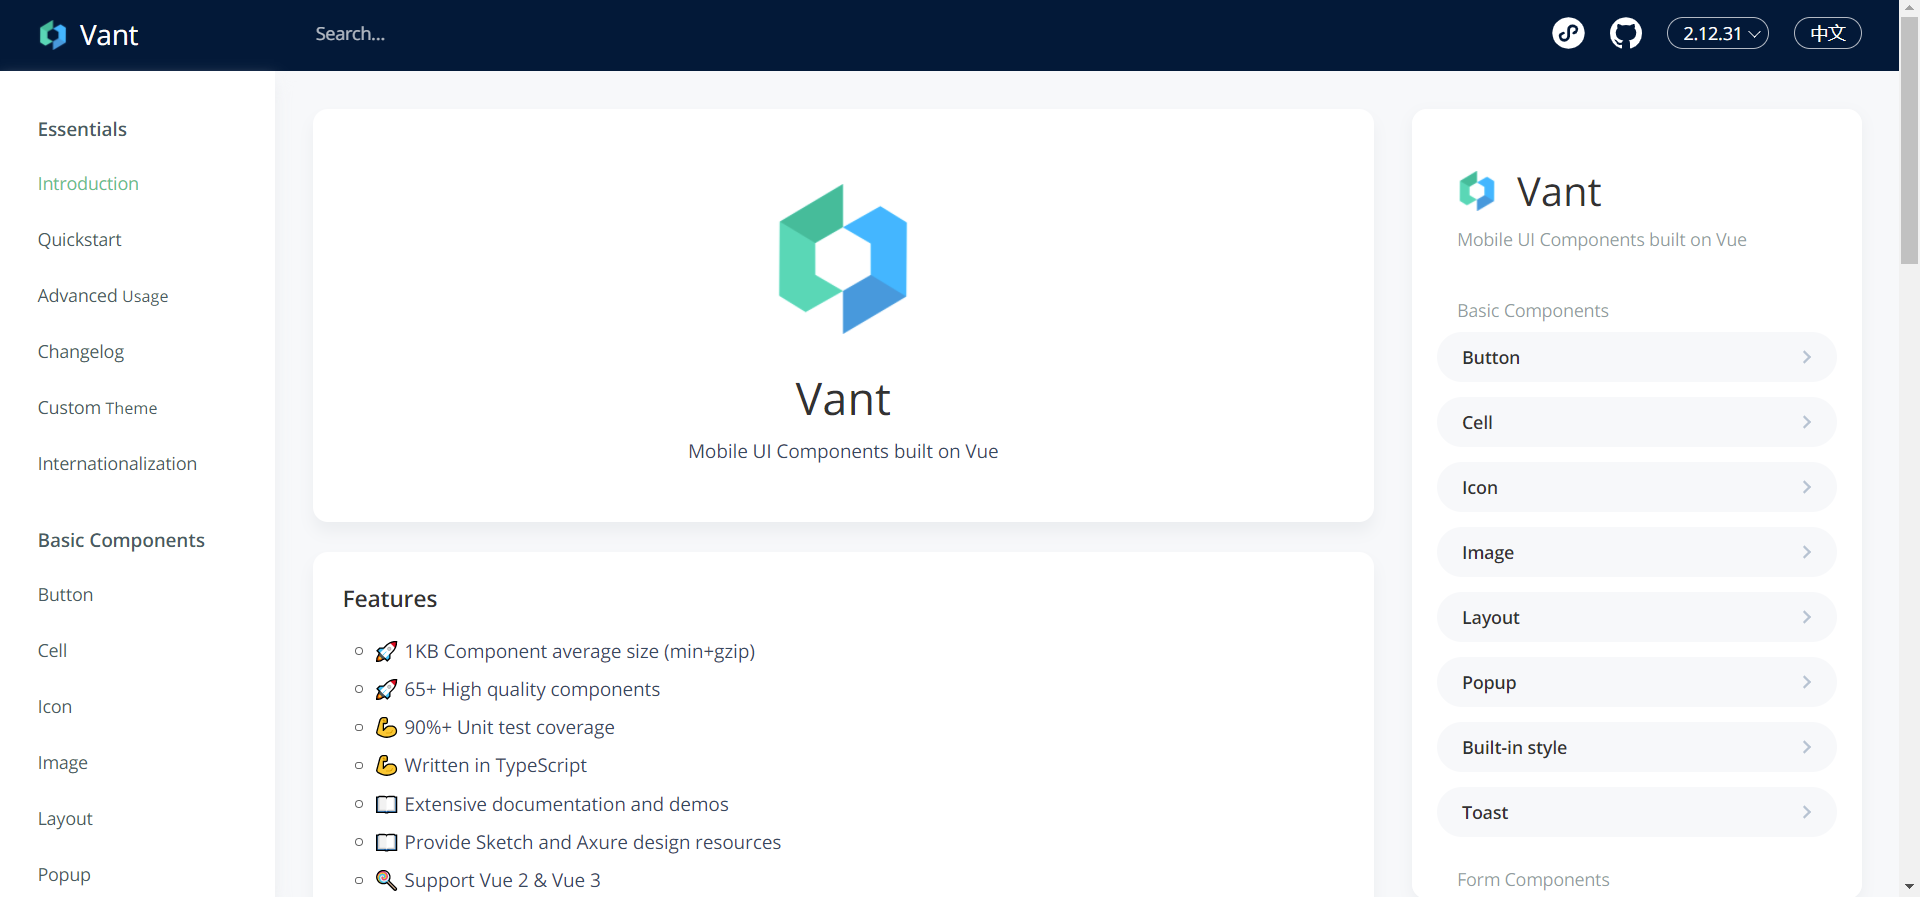 Vant
Search...
2.12.31
中文
Essentials
Introduction
Quickstart
Advanced Usage
Changelog
Custom Theme
Internationalization
Basic Components
Button
Cell
Icon
Image
Layout
Popup
Vant
Mobile UI Components built on Vue
Features
🚀 1KB Component average size (min+gzip)
🚀 65+ High quality components
💪 90%+ Unit test coverage
💪 Written in TypeScript
📖 Extensive documentation and demos
📖 Provide Sketch and Axure design resources
🍭 Support Vue 2 & Vue 3
Vant
Mobile UI Components built on Vue
Basic Components
Button
Cell
Icon
Image
Layout
Popup
Built-in style
Toast
Form Components